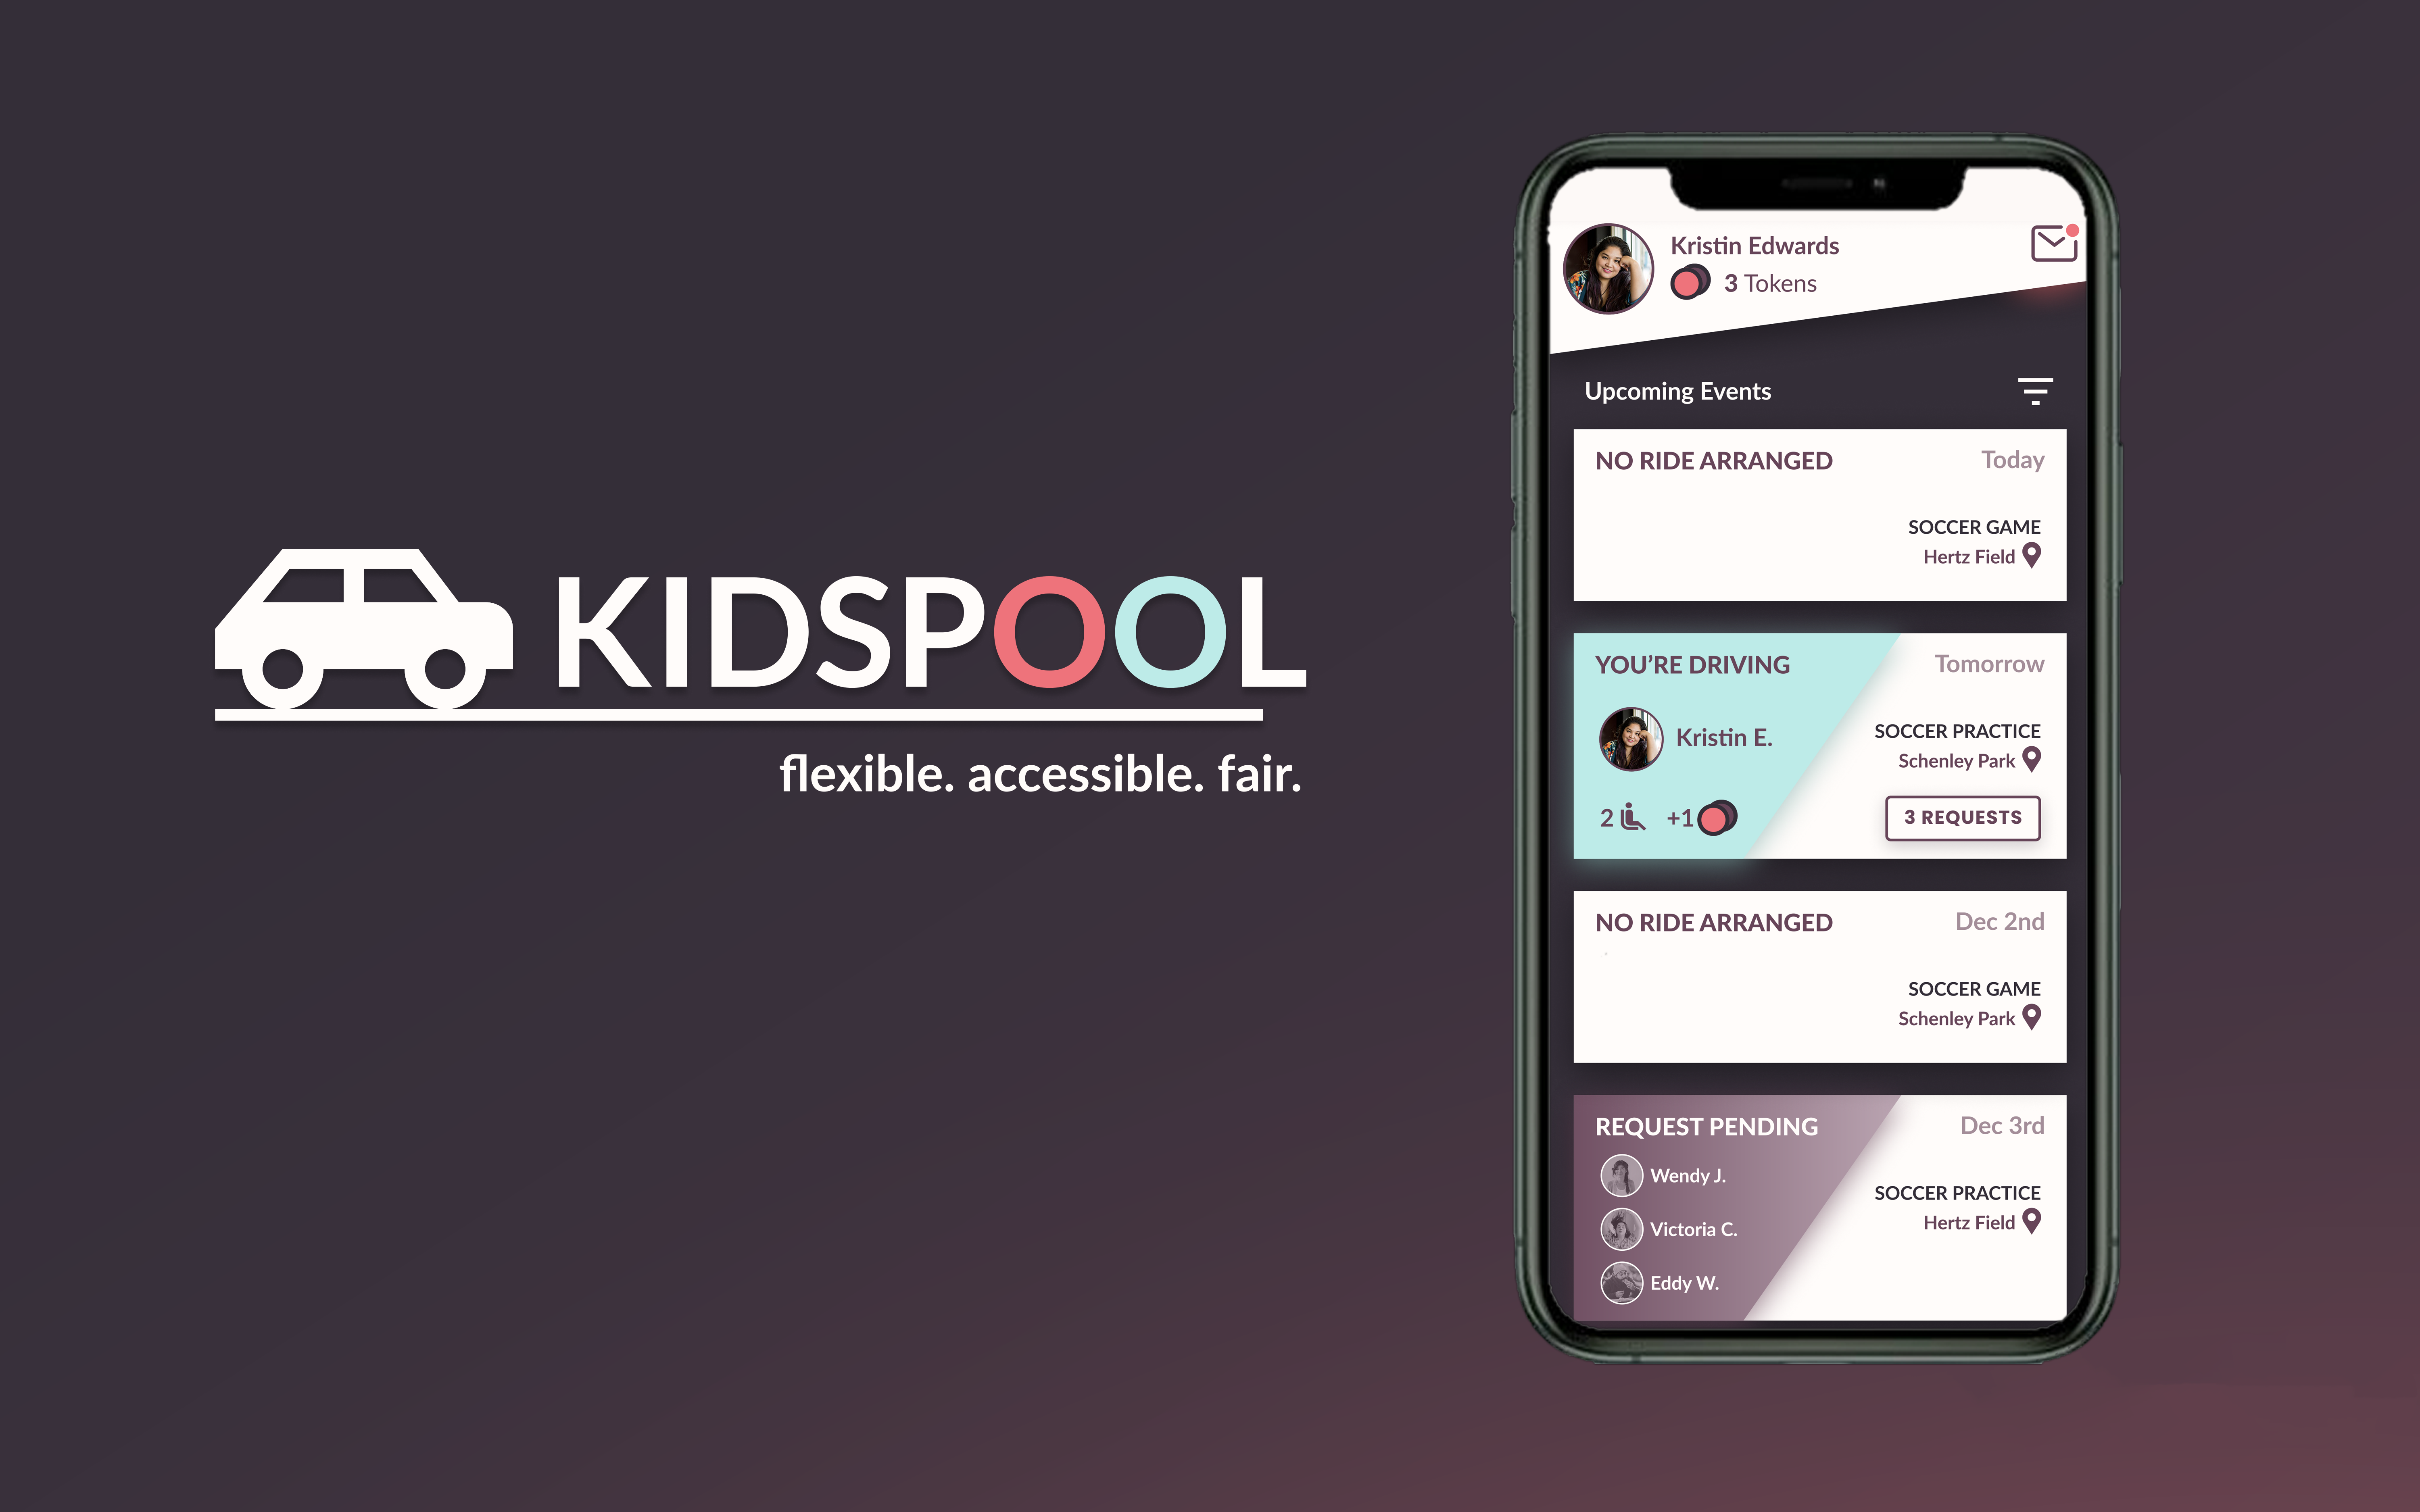 KIDSPOOL
flexible. accessible. fair.
Kristin Edwards
3 Tokens
Upcoming Events
NO RIDE ARRANGED Today
SOCCER GAME
Hertz Field
YOU'RE DRIVING Tomorrow
Kristin E.
SOCCER PRACTICE
Schenley Park
2 +1
3 REQUESTS
NO RIDE ARRANGED Dec 2nd
SOCCER GAME
Schenley Park
REQUEST PENDING Dec 3rd
Wendy J.
Victoria C.
Eddy W.
SOCCER PRACTICE
Hertz Field